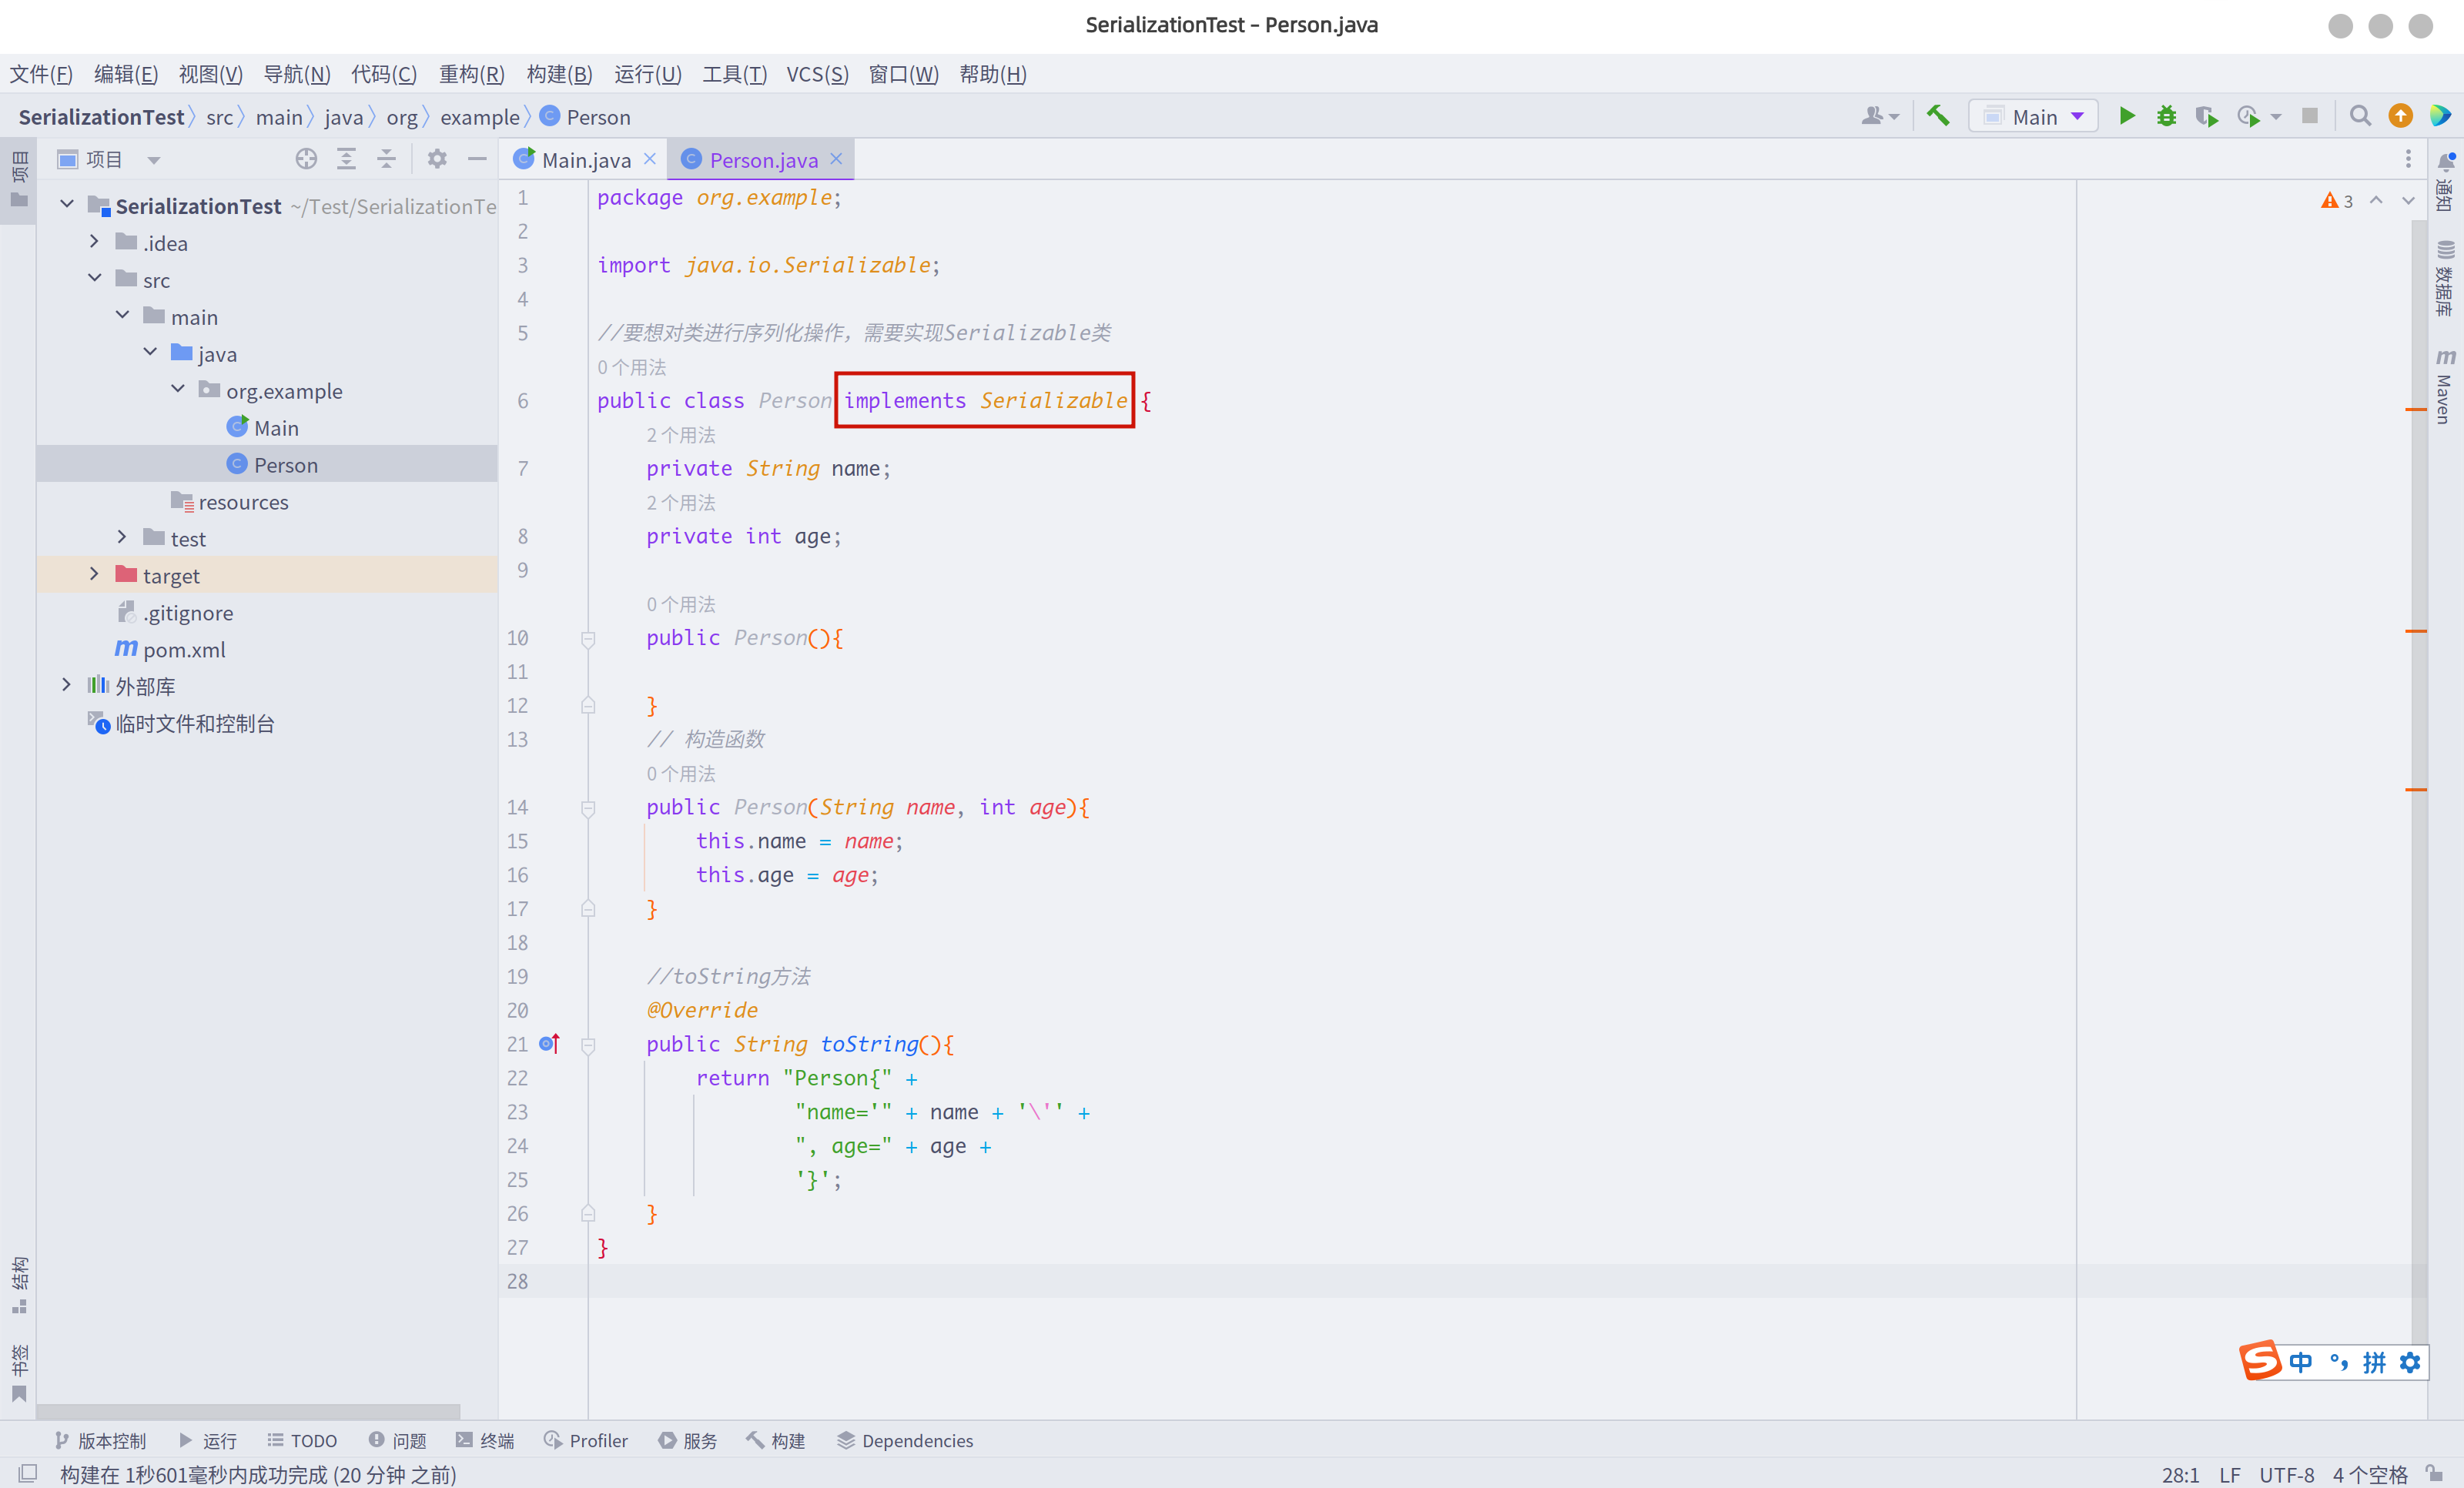 SerializationTest – Person.java
文件(F) 编辑(E) 视图(V) 导航(N) 代码(C) 重构(R) 构建(B) 运行(U) 工具(T) VCS(S) 窗口(W) 帮助(H)
SerializationTest src main java org example Person
Main
项目
Main.java
Person.java
项目
SerializationTest ~/Test/SerializationTe
.idea
src
main
java
org.example
Main
Person
resources
test
target
.gitignore
pom.xml
外部库
临时文件和控制台
结构
书签
3
1 package org.example;
2
3 import java.io.Serializable;
4
5 //要想对类进行序列化操作，需要实现Serializable类
0 个用法
6 public class Person implements Serializable {
2 个用法
7 private String name;
2 个用法
8 private int age;
9
0 个用法
10 public Person(){
11
12 }
13 // 构造函数
0 个用法
14 public Person(String name, int age){
15 this.name = name;
16 this.age = age;
17 }
18
19 //toString方法
20 @Override
21 public String toString(){
22 return "Person{" +
23 "name='" + name + '\'' +
24 ", age=" + age +
25 '}';
26 }
27 }
28
通知
数据库
m
Maven
S 中 °, 拼
版本控制 运行 TODO 问题 终端 Profiler 服务 构建 Dependencies
构建在 1秒601毫秒内成功完成 (20 分钟 之前)
28:1 LF UTF-8 4 个空格